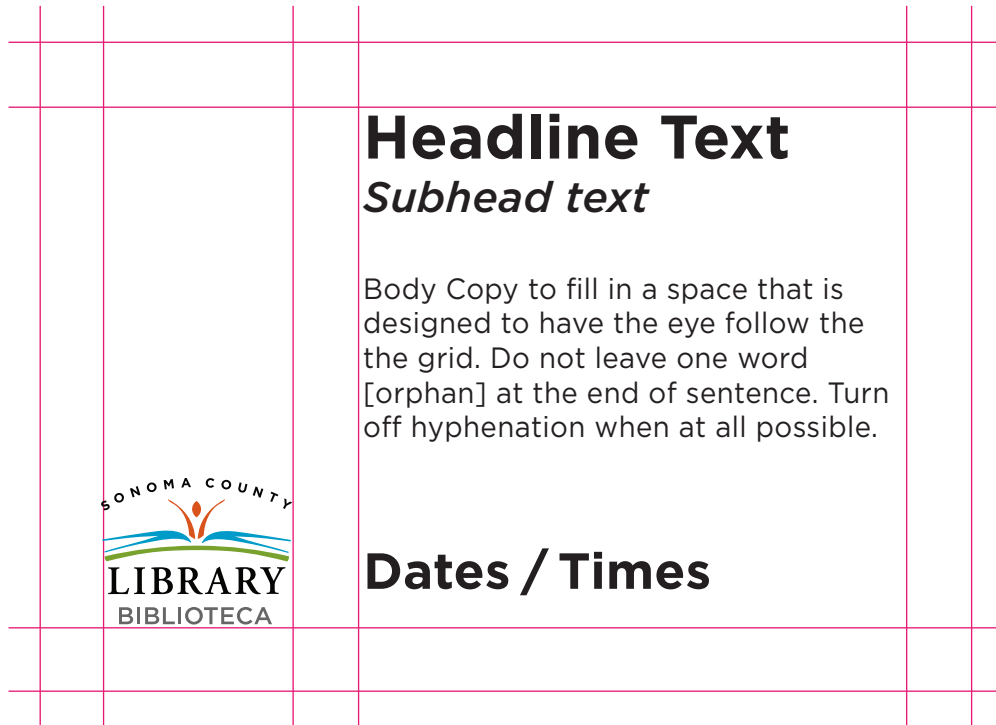 Headline Text
Subhead text
Body Copy to fill in a space that is
designed to have the eye follow the
the grid. Do not leave one word
[orphan] at the end of sentence. Turn
off hyphenation when at all possible.
SONOMA COUNTY
LIBRARY
BIBLIOTECA
Dates / Times